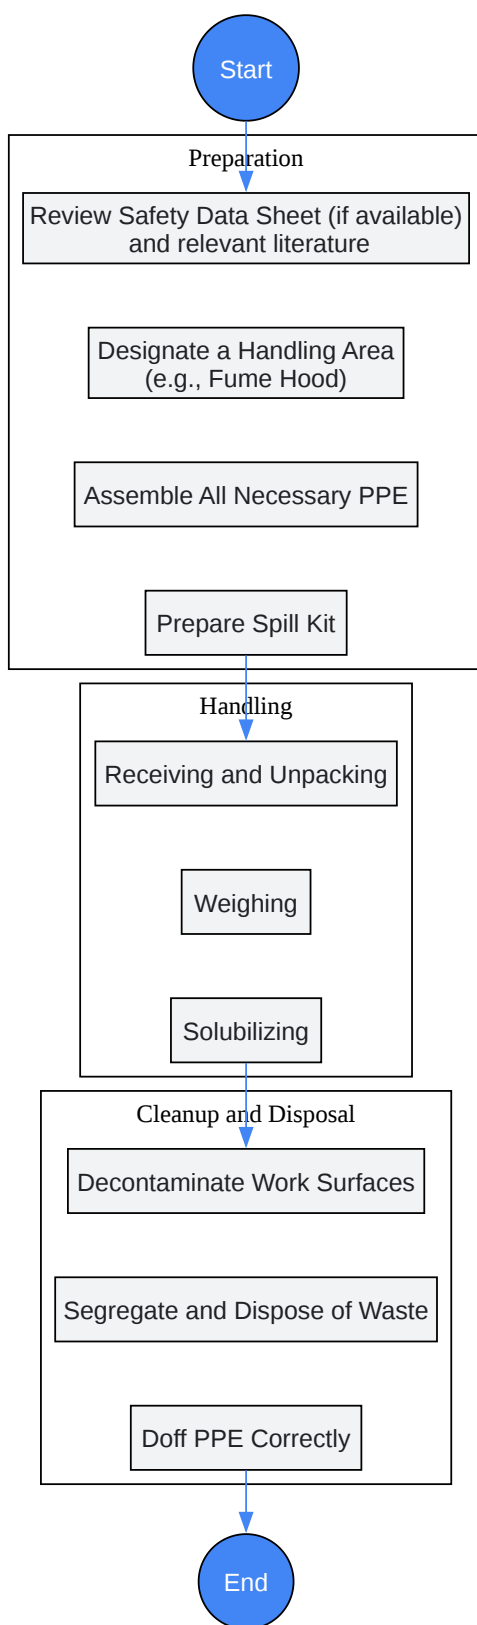 Start
Preparation
Review Safety Data Sheet (if available)
and relevant literature
Designate a Handling Area
(e.g., Fume Hood)
Assemble All Necessary PPE
Prepare Spill Kit
Handling
Receiving and Unpacking
Weighing
Solubilizing
Cleanup and Disposal
Decontaminate Work Surfaces
Segregate and Dispose of Waste
Doff PPE Correctly
End